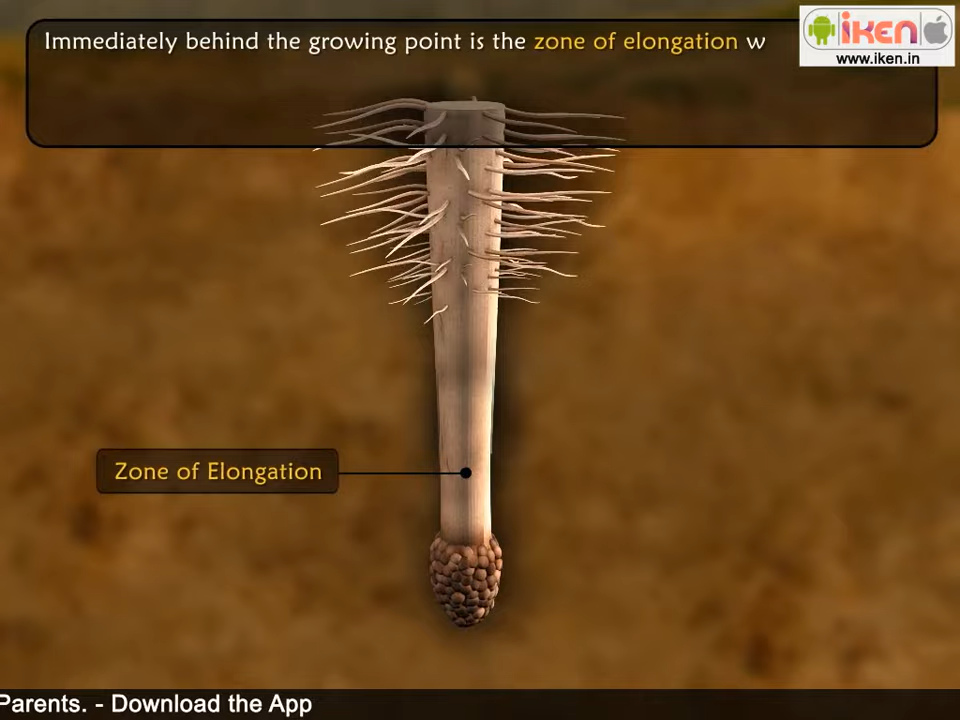 Immediately behind the growing point is the zone of elongation w
iken
www.iken.in
Zone of Elongation
Parents. - Download the App